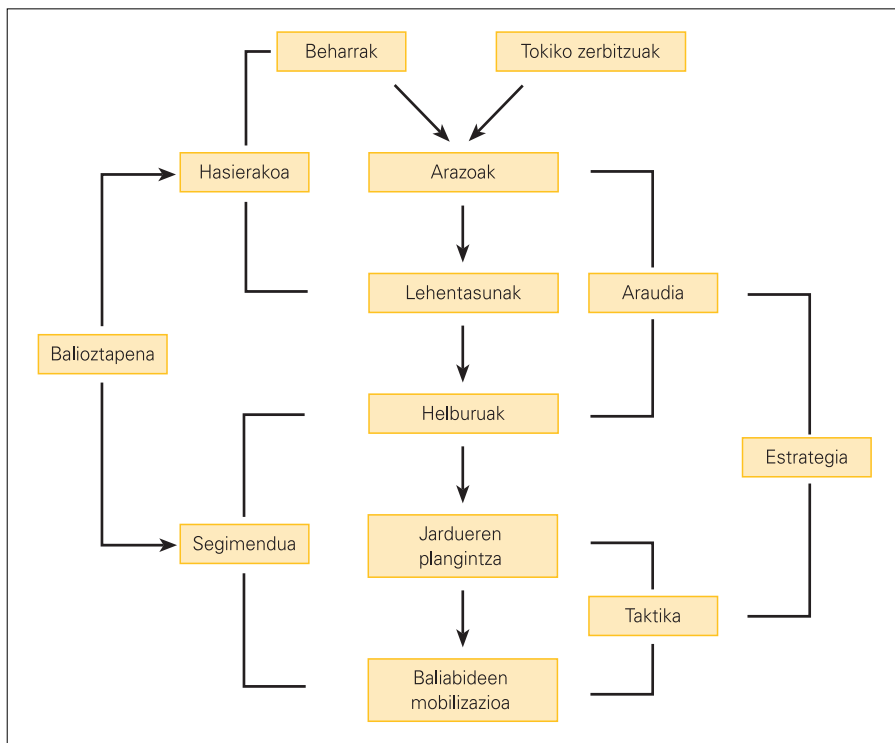 Beharrak
Tokiko zerbitzuak
Hasierakoa
Arazoak
Lehentasunak
Araudia
Balioztapena
Helburuak
Estrategia
Segimendua
Jardueren
plangintza
Taktika
Baliabideen
mobilizazioa